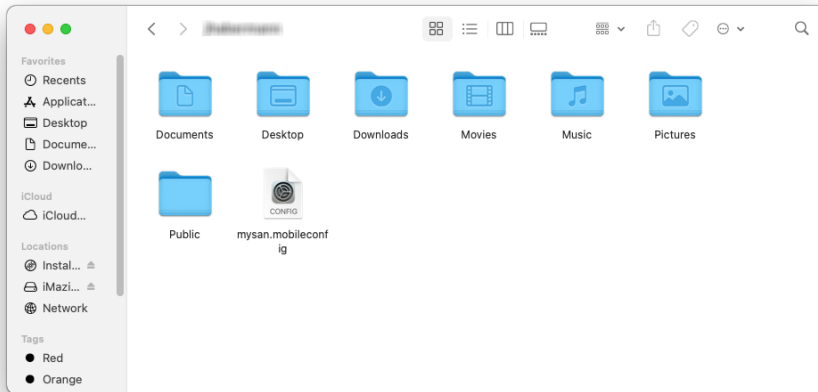 Favorites
Recents
Applicat...
Desktop
Docume...
Downlo...
iCloud
iCloud...
Locations
Instal...
iMazi...
Network
Tags
Red
Orange
Documents
Desktop
Downloads
Movies
Music
Pictures
CONFIG
Public
mysan.mobileconf
ig